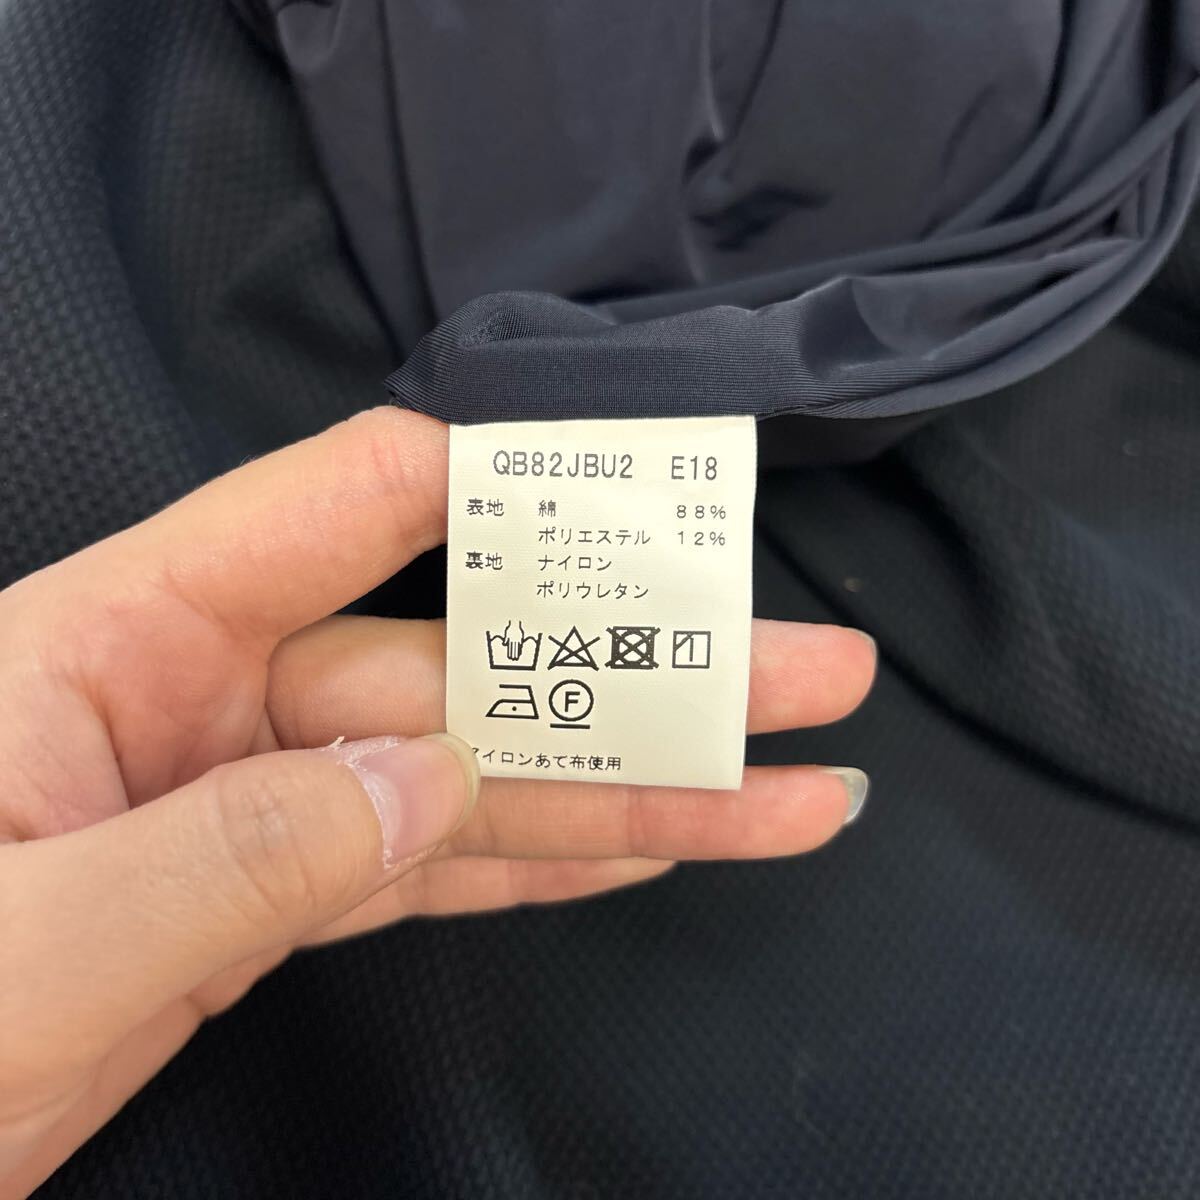 QB82JBU2 E18
表地 綿 88%
ポリエステル 12%
裏地 ナイロン
ポリウレタン
F
アイロンあて布使用